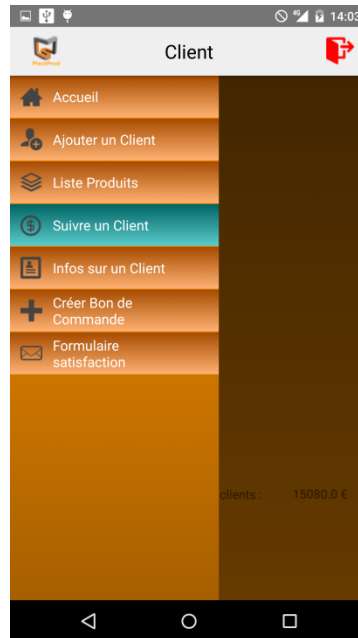 4G 14:03
Client
Accueil
Ajouter un Client
Liste Produits
Suivre un Client
Infos sur un Client
Créer Bon de
Commande
Formulaire
satisfaction
clients : 15080.0 €